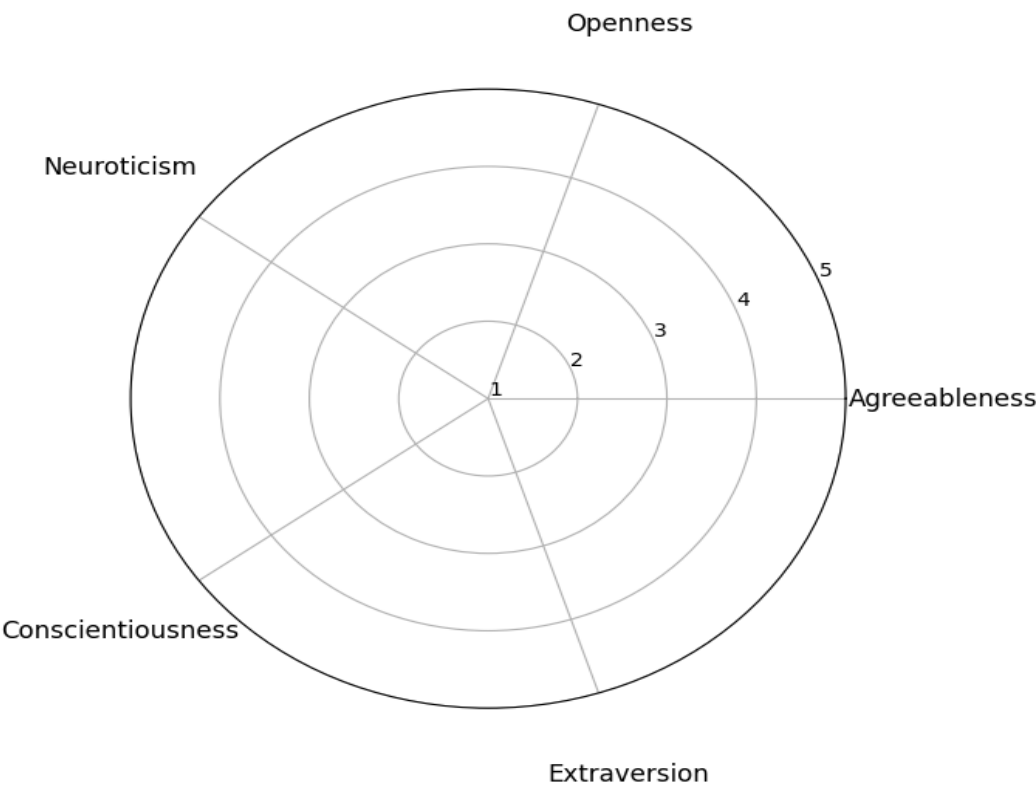 Openness
Neuroticism
5
4
3
2
1
Agreeableness
Conscientiousness
Extraversion